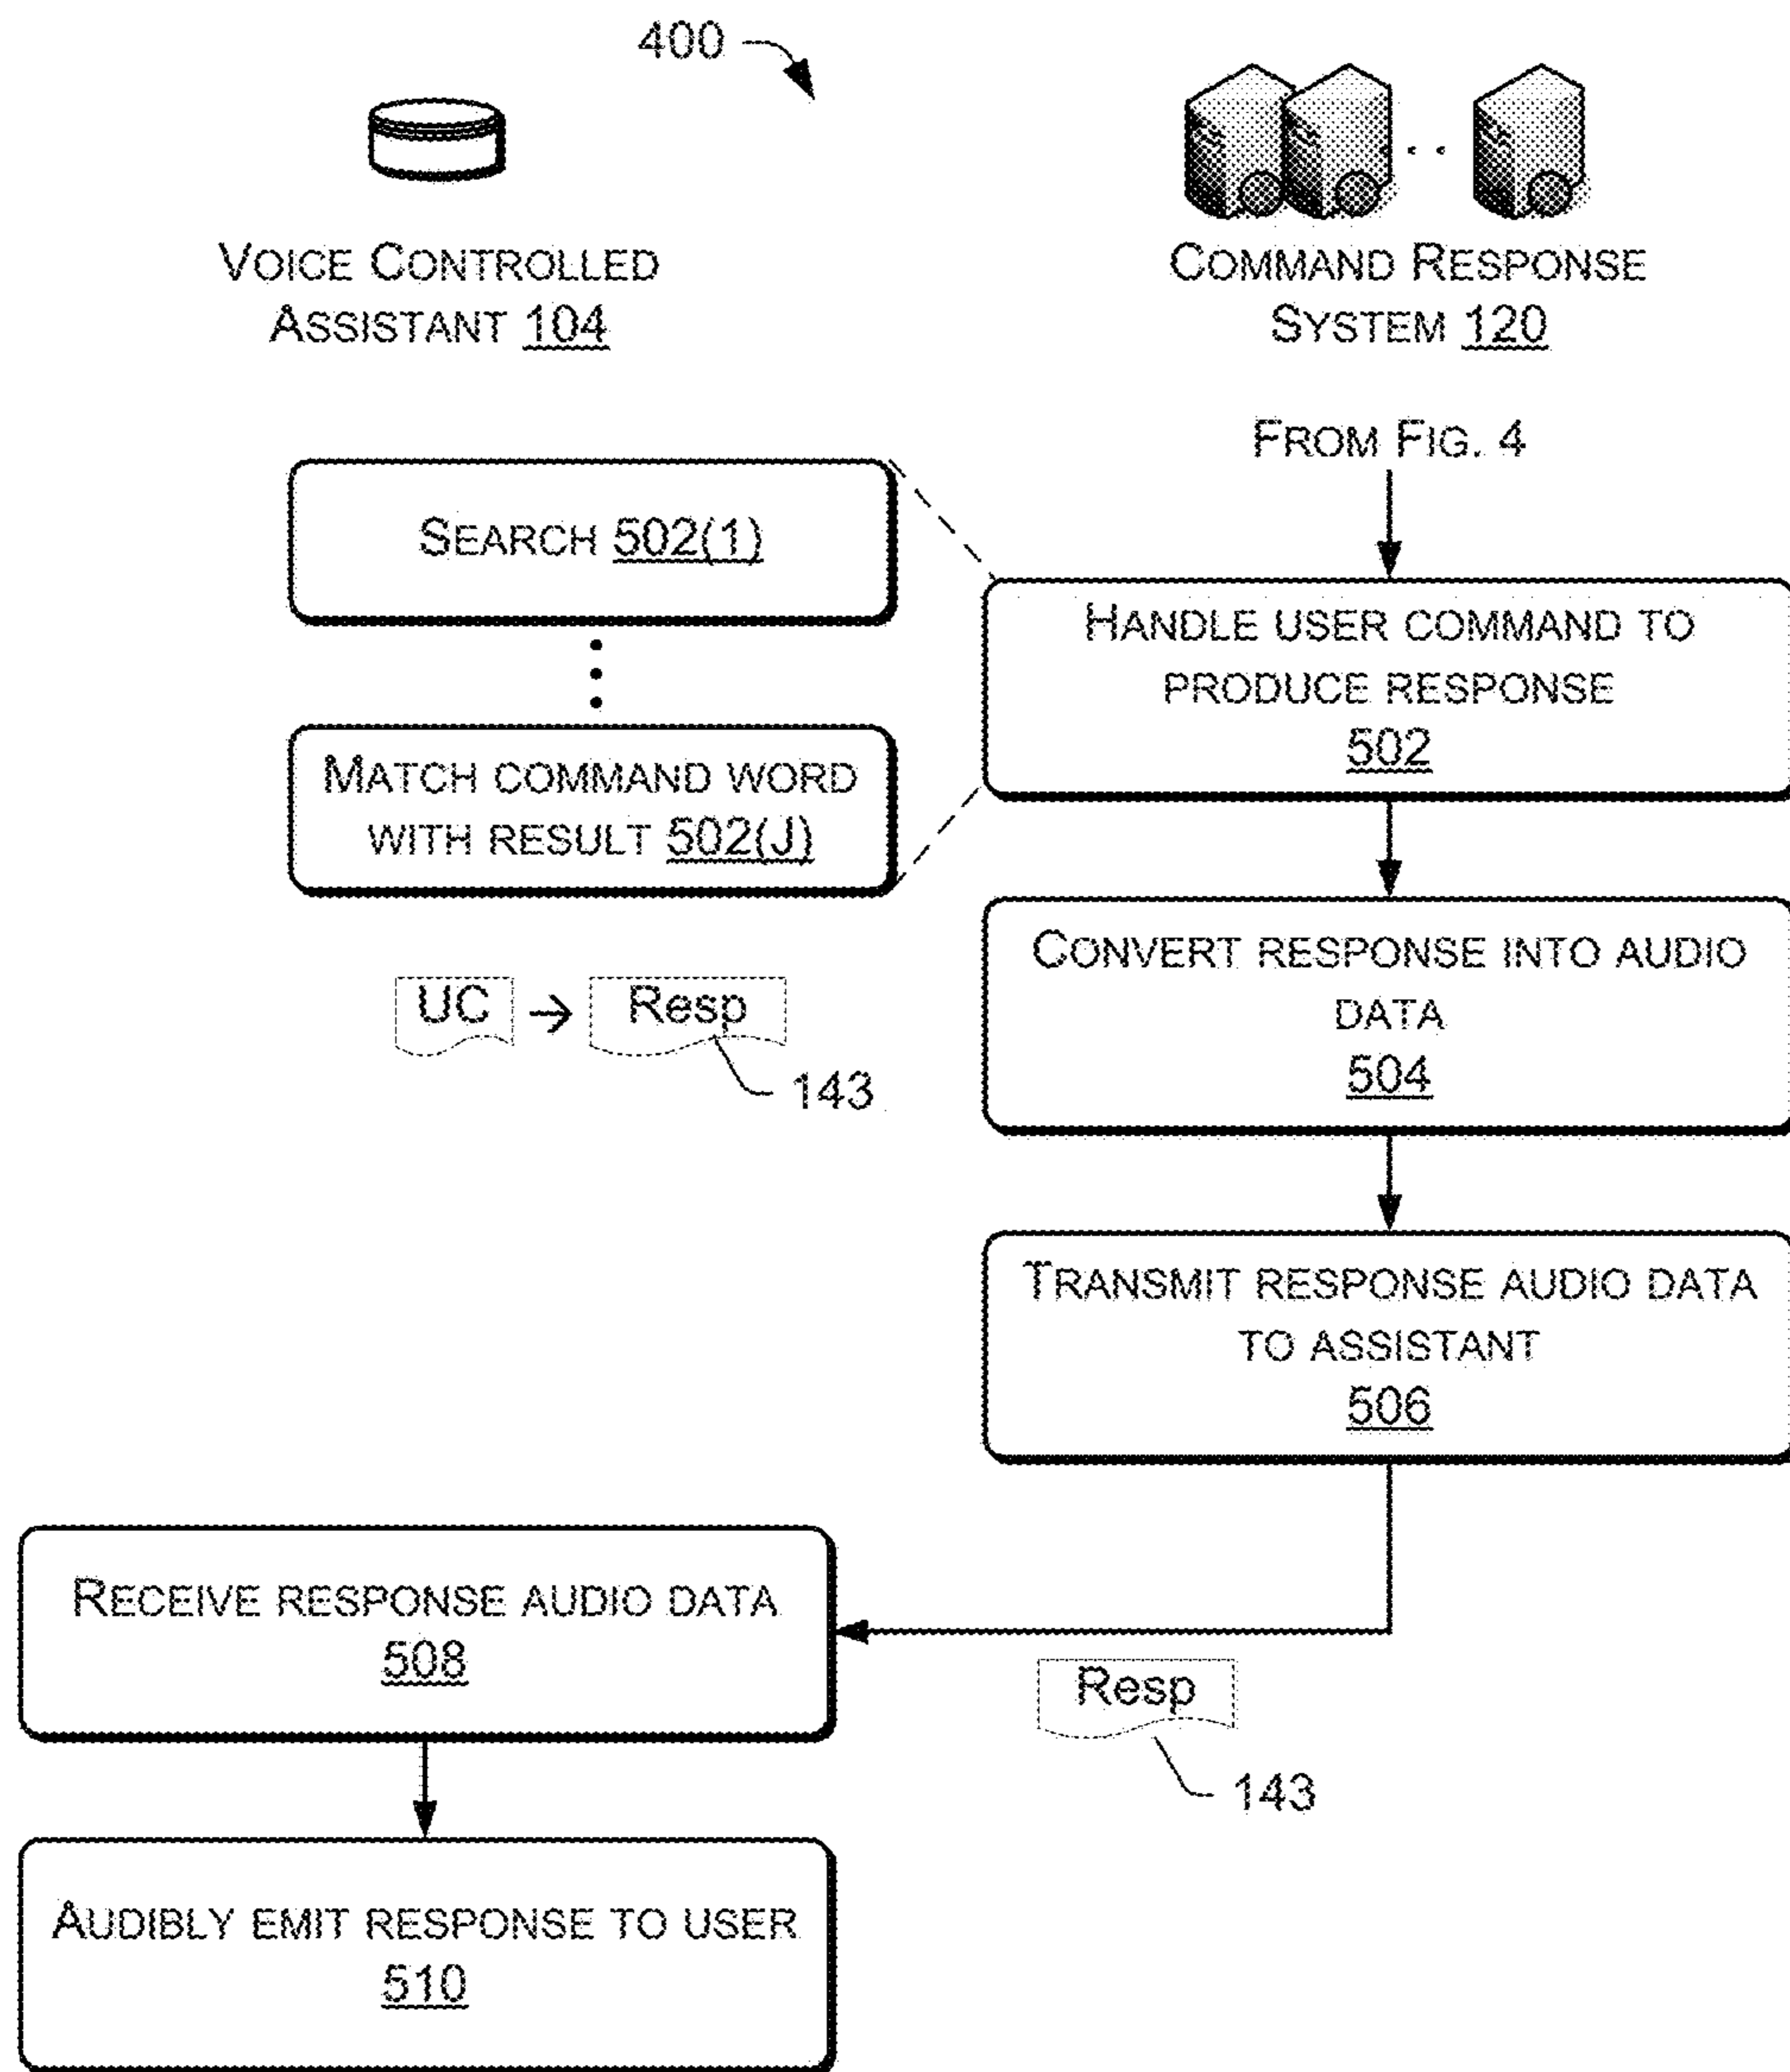 400
VOICE CONTROLLED
ASSISTANT 104
COMMAND RESPONSE
SYSTEM 120
FROM FIG. 4
SEARCH 502(1)
MATCH COMMAND WORD
WITH RESULT 502(J)
UC → Resp
143
HANDLE USER COMMAND TO
PRODUCE RESPONSE
502
CONVERT RESPONSE INTO AUDIO
DATA
504
TRANSMIT RESPONSE AUDIO DATA
TO ASSISTANT
506
Resp
143
RECEIVE RESPONSE AUDIO DATA
508
AUDIBLY EMIT RESPONSE TO USER
510